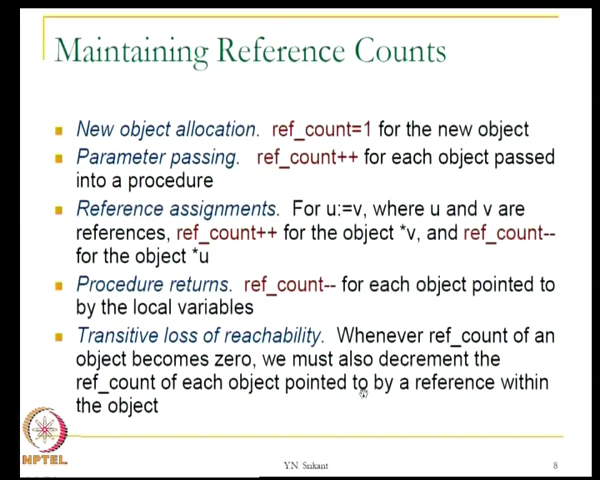 Maintaining Reference Counts
New object allocation. ref_count=1 for the new object
Parameter passing. ref_count++ for each object passed
into a procedure
Reference assignments. For u:=v, where u and v are
references, ref_count++ for the object *v, and ref_count--
for the object *u
Procedure returns. ref_count-- for each object pointed to
by the local variables
Transitive loss of reachability. Whenever ref_count of an
object becomes zero, we must also decrement the
ref_count of each object pointed to by a reference within
the object
NPTEL
Y.N. Srikant
8